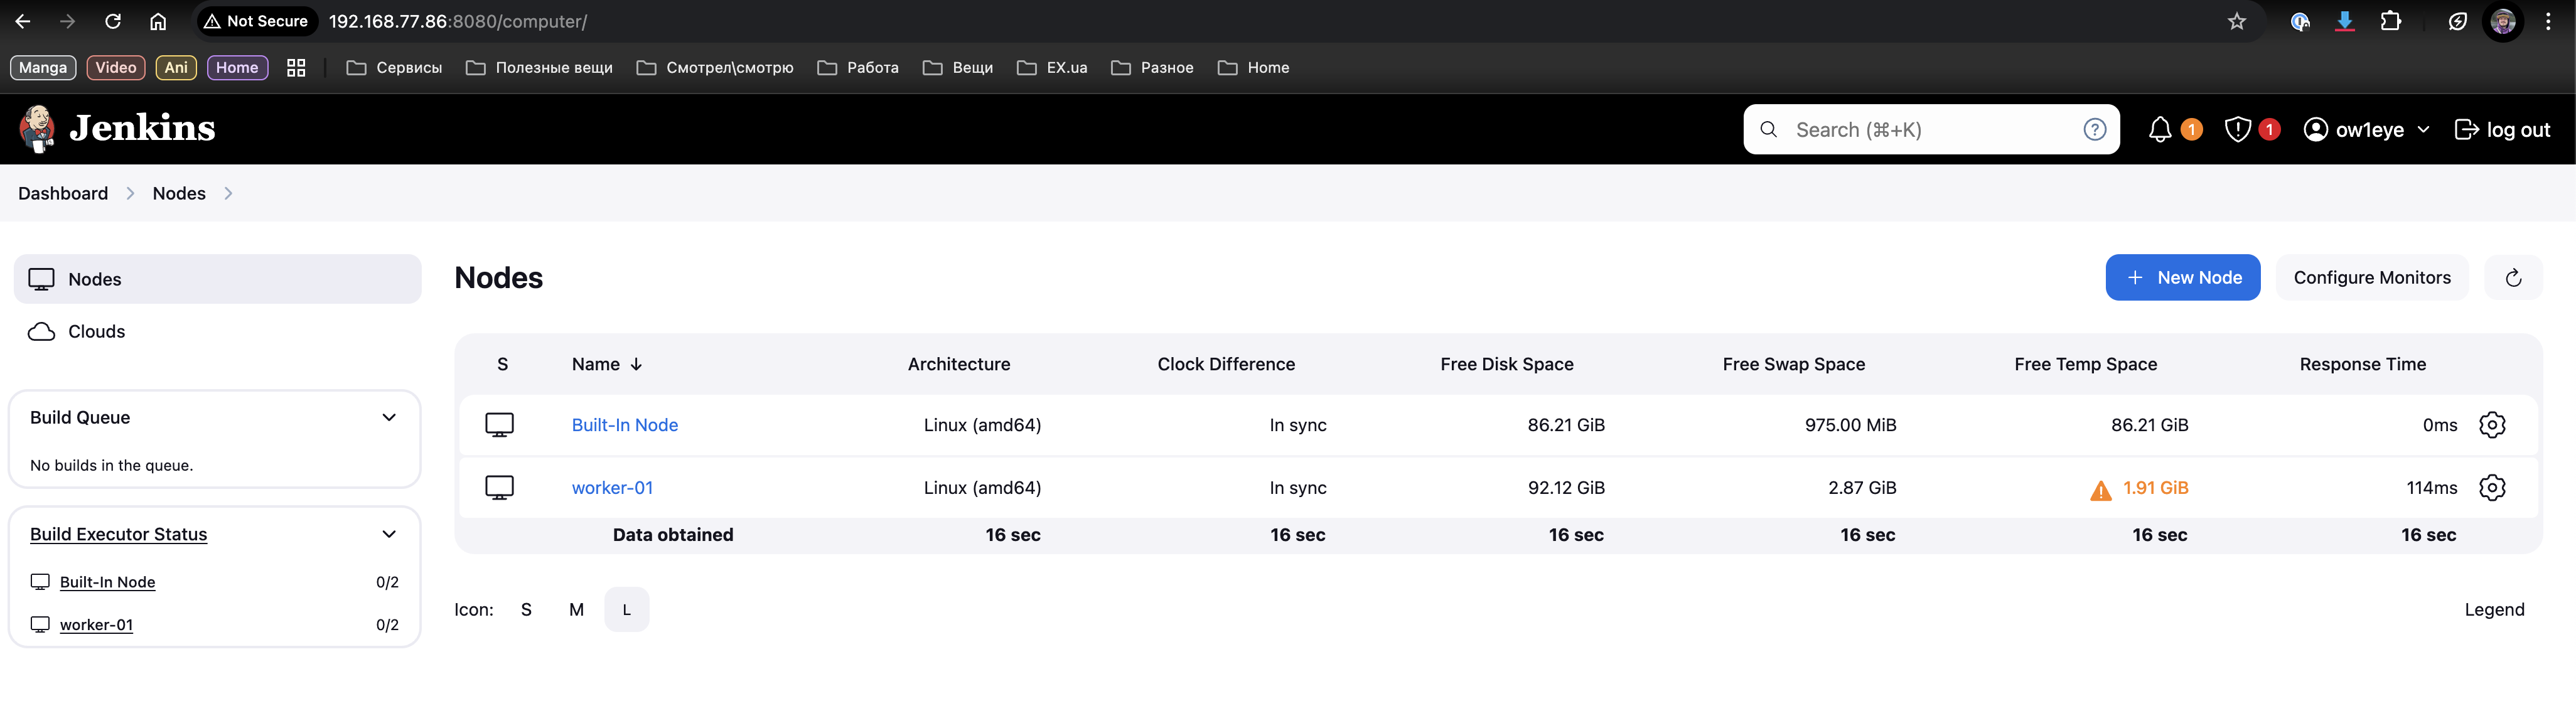 Not Secure 192.168.77.86:8080/computer/
Manga Video Ani Home Сервисы Полезные вещи Смотрел\смотрю Работа Вещи EX.ua Разное Home
Jenkins Search (⌘+K) ? 1 1 ow1eye log out
Dashboard Nodes
Nodes
Clouds
Build Queue
No builds in the queue.
Build Executor Status
Built-In Node 0/2
worker-01 0/2
Nodes + New Node Configure Monitors
S Name ↓ Architecture Clock Difference Free Disk Space Free Swap Space Free Temp Space Response Time
Built-In Node Linux (amd64) In sync 86.21 GiB 975.00 MiB 86.21 GiB 0ms
worker-01 Linux (amd64) In sync 92.12 GiB 2.87 GiB 1.91 GiB 114ms
Data obtained 16 sec 16 sec 16 sec 16 sec 16 sec 16 sec
Icon: S M L Legend